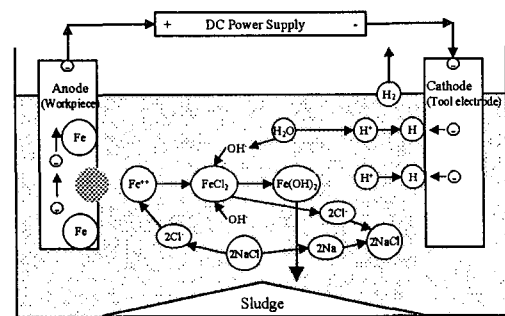 + DC Power Supply -
Anode
(Workpiece)
Fe
Fe
Cathode
(Tool electrode)
H₂
H₂O
OH⁻
H⁺
H
H⁺
H
Fe⁺⁺
FeCl₂
Fe(OH)₂
OH⁻
2Cl⁻
2Cl⁻
2NaCl
2Na
2NaCl
Sludge